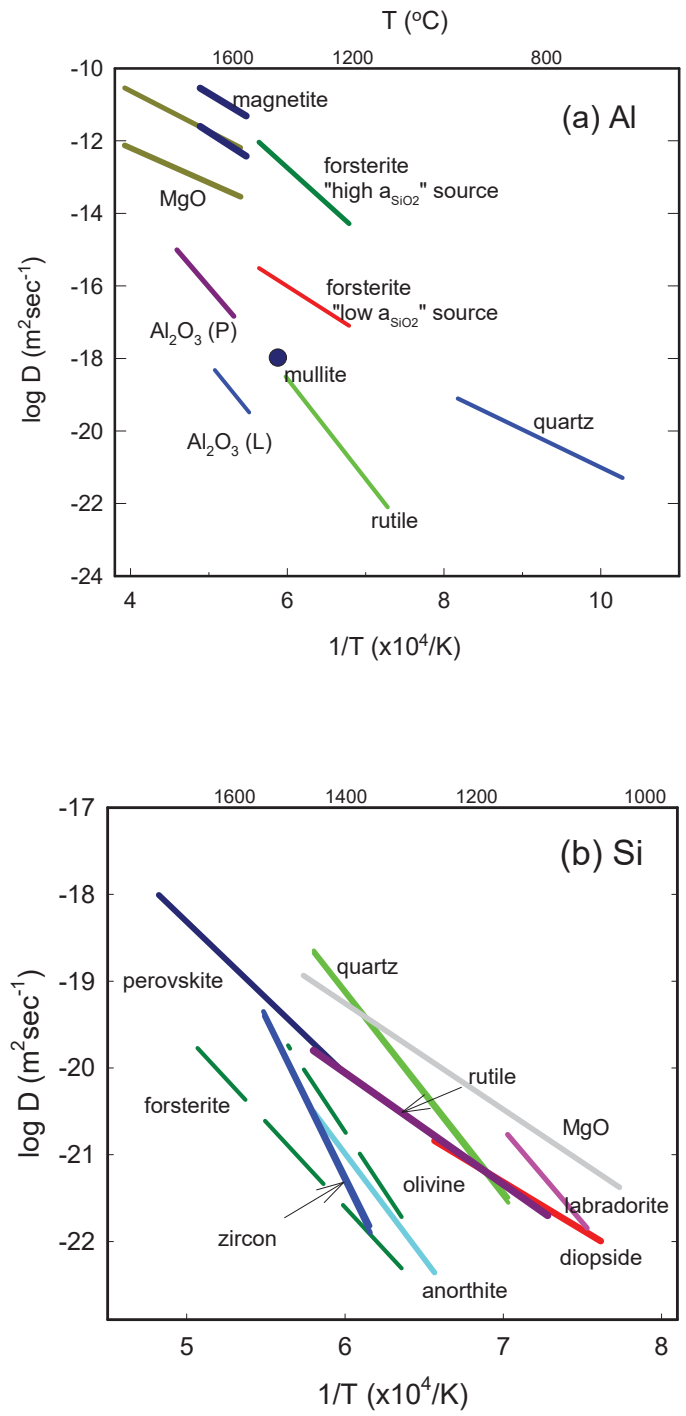 T (°C)
1600 1200 800
-10
-12
-14
-16
-18
-20
-22
-24
log D (m²sec⁻¹)
(a) Al
magnetite
forsterite
"high a_SiO2" source
MgO
forsterite
"low a_SiO2" source
Al₂O₃ (P)
mullite
Al₂O₃ (L)
quartz
rutile
4 6 8 10
1/T (x10⁴/K)
1600 1400 1200 1000
-17
-18
-19
-20
-21
-22
log D (m²sec⁻¹)
(b) Si
quartz
perovskite
rutile
forsterite
MgO
olivine
labradorite
zircon
diopside
anorthite
5 6 7 8
1/T (x10⁴/K)